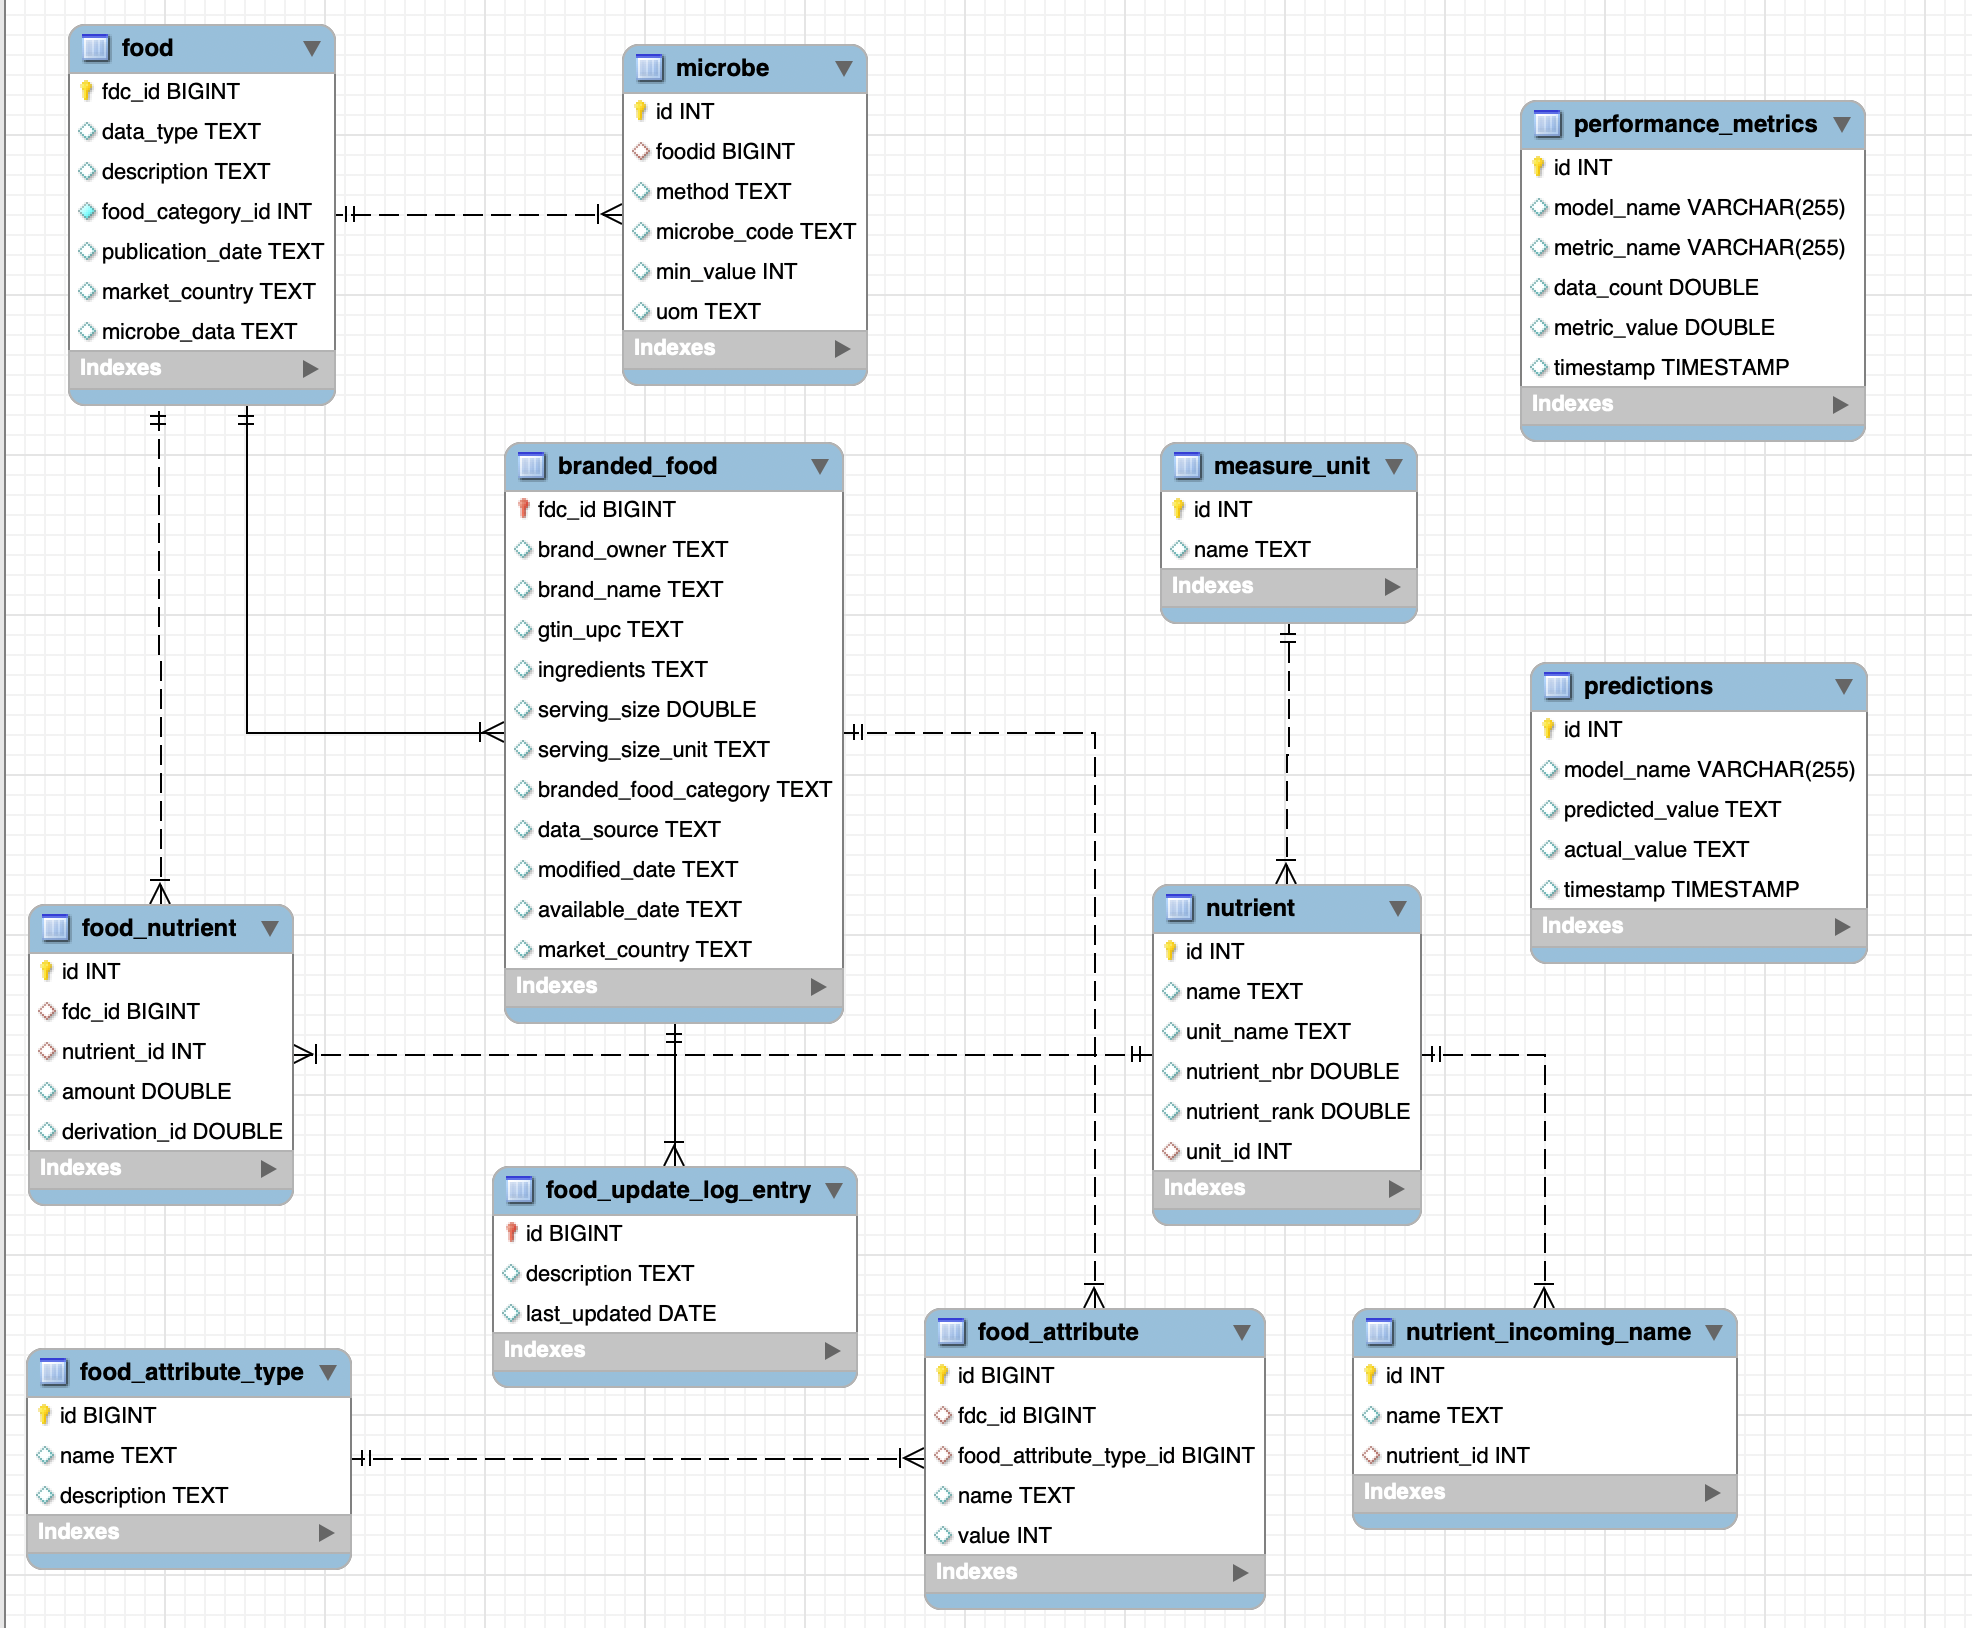 food
fdc_id BIGINT
data_type TEXT
description TEXT
food_category_id INT
publication_date TEXT
market_country TEXT
microbe_data TEXT
Indexes
microbe
id INT
foodid BIGINT
method TEXT
microbe_code TEXT
min_value INT
uom TEXT
Indexes
performance_metrics
id INT
model_name VARCHAR(255)
metric_name VARCHAR(255)
data_count DOUBLE
metric_value DOUBLE
timestamp TIMESTAMP
Indexes
branded_food
fdc_id BIGINT
brand_owner TEXT
brand_name TEXT
gtin_upc TEXT
ingredients TEXT
serving_size DOUBLE
serving_size_unit TEXT
branded_food_category TEXT
data_source TEXT
modified_date TEXT
available_date TEXT
market_country TEXT
Indexes
measure_unit
id INT
name TEXT
Indexes
predictions
id INT
model_name VARCHAR(255)
predicted_value TEXT
actual_value TEXT
timestamp TIMESTAMP
Indexes
food_nutrient
id INT
fdc_id BIGINT
nutrient_id INT
amount DOUBLE
derivation_id DOUBLE
Indexes
nutrient
id INT
name TEXT
unit_name TEXT
nutrient_nbr DOUBLE
nutrient_rank DOUBLE
unit_id INT
Indexes
food_update_log_entry
id BIGINT
description TEXT
last_updated DATE
Indexes
food_attribute_type
id BIGINT
name TEXT
description TEXT
Indexes
food_attribute
id BIGINT
fdc_id BIGINT
food_attribute_type_id BIGINT
name TEXT
value INT
Indexes
nutrient_incoming_name
id INT
name TEXT
nutrient_id INT
Indexes